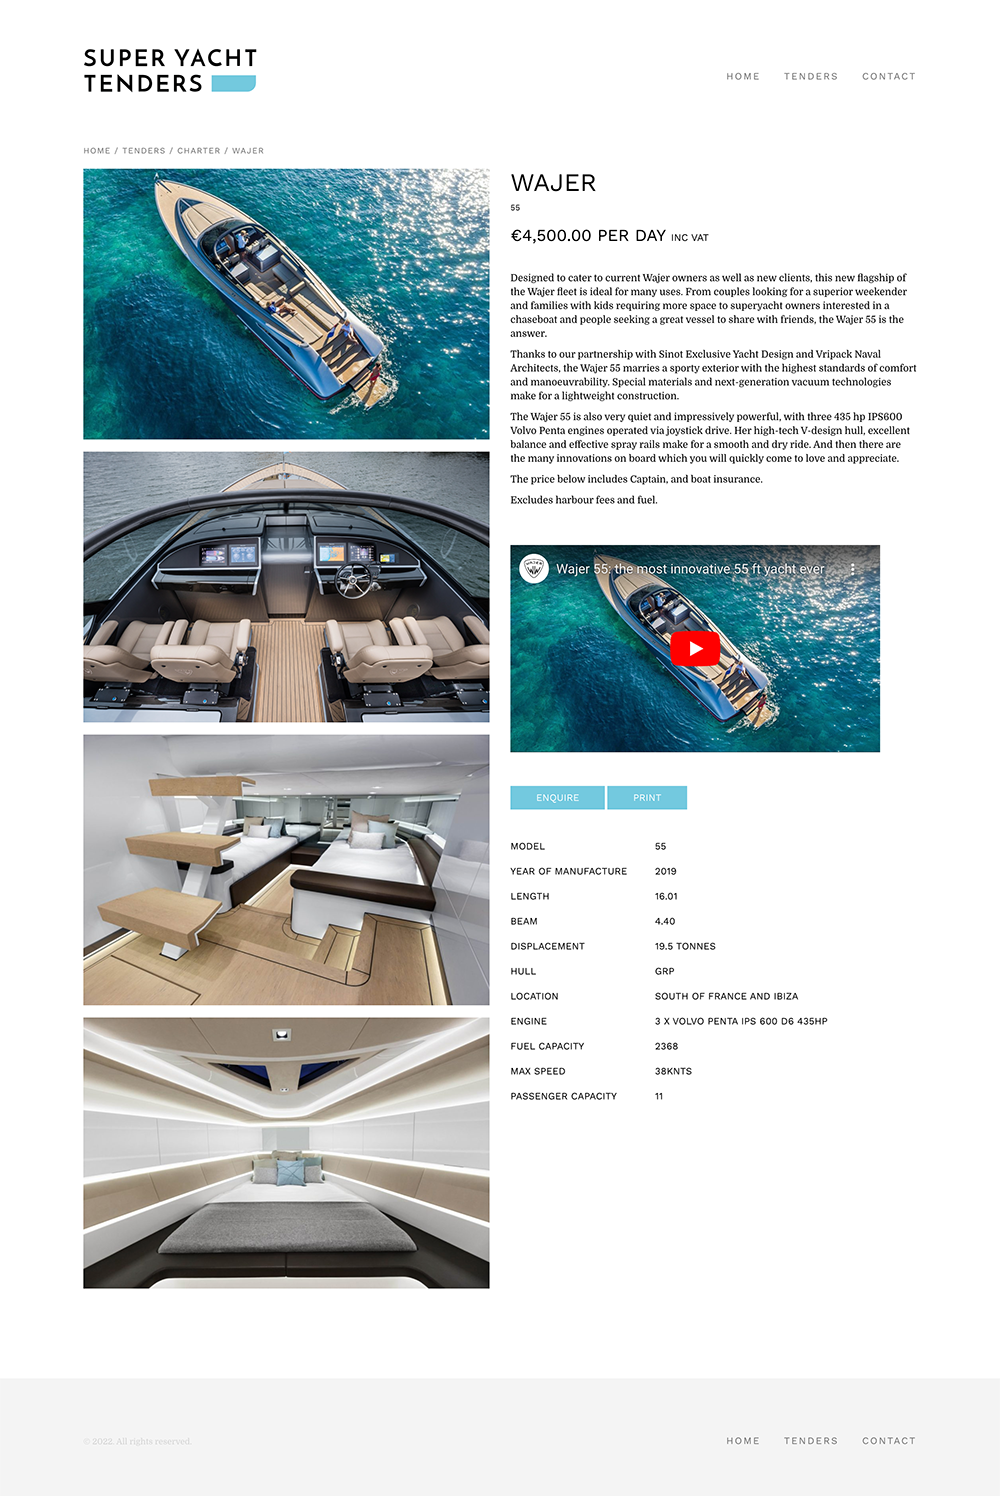 SUPER YACHT
TENDERS
HOME TENDERS CONTACT
HOME / TENDERS / CHARTER / WAJER
WAJER
55
€4,500.00 PER DAY INC VAT
Designed to cater to current Wajer owners as well as new clients, this new flagship of
the Wajer fleet is ideal for many uses. From couples looking for a superior weekender
and families with kids requiring more space to superyacht owners interested in a
chaseboat and people seeking a great vessel to share with friends, the Wajer 55 is the
answer.
Thanks to our partnership with Sinot Exclusive Yacht Design and Vripack Naval
Architects, the Wajer 55 marries a sporty exterior with the highest standards of comfort
and manoeuvrability. Special materials and next-generation vacuum technologies
make for a lightweight construction.
The Wajer 55 is also very quiet and impressively powerful, with three 435 hp IPS600
Volvo Penta engines operated via joystick drive. Her high-tech V-design hull, excellent
balance and effective spray rails make for a smooth and dry ride. And then there are
the many innovations on board which you will quickly come to love and appreciate.
The price below includes Captain, and boat insurance.
Excludes harbour fees and fuel.
WAJER
Wajer 55: the most innovative 55 ft yacht ever
ENQUIRE PRINT
MODEL 55
YEAR OF MANUFACTURE 2019
LENGTH 16.01
BEAM 4.40
DISPLACEMENT 19.5 TONNES
HULL GRP
LOCATION SOUTH OF FRANCE AND IBIZA
ENGINE 3 X VOLVO PENTA IPS 600 D6 435HP
FUEL CAPACITY 2368
MAX SPEED 38KNTS
PASSENGER CAPACITY 11
© 2022. All rights reserved.
HOME TENDERS CONTACT